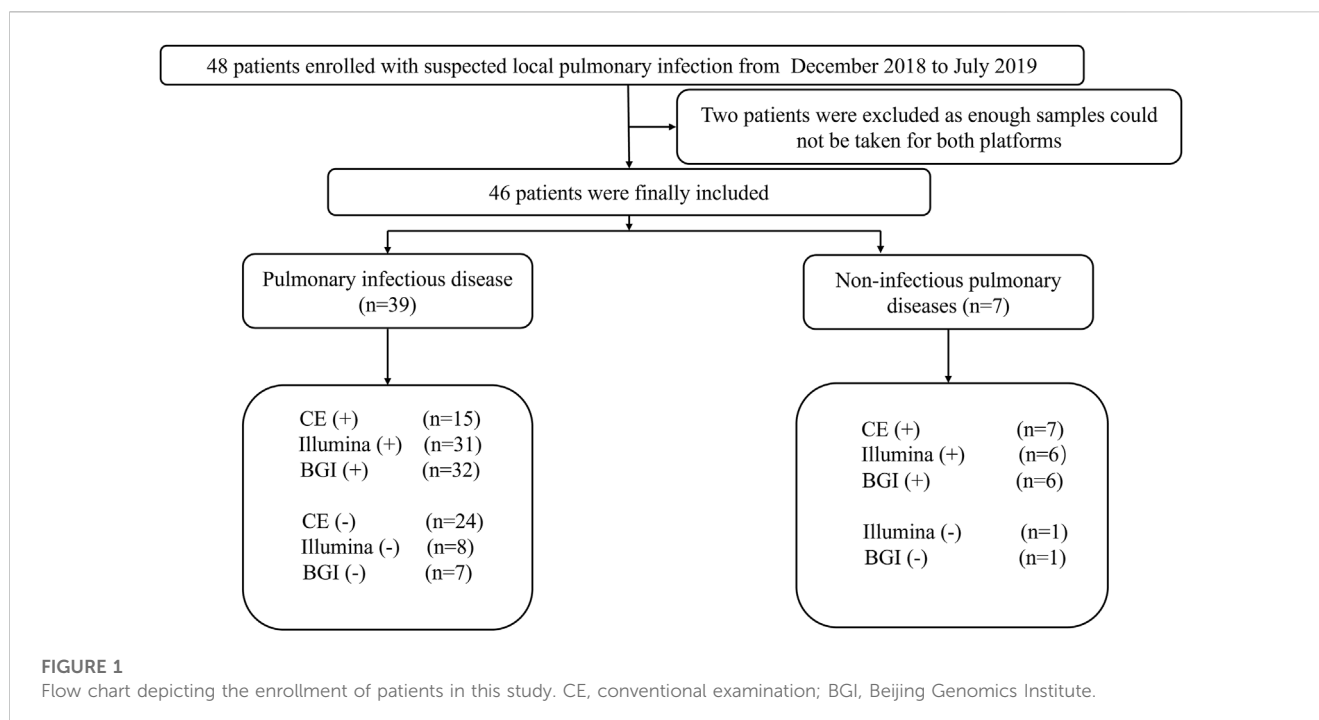 48 patients enrolled with suspected local pulmonary infection from December 2018 to July 2019
Two patients were excluded as enough samples could
not be taken for both platforms
46 patients were finally included
Pulmonary infectious disease
(n=39)
Non-infectious pulmonary
diseases (n=7)
CE (+) (n=15)
Illumina (+) (n=31)
BGI (+) (n=32)
CE (-) (n=24)
Illumina (-) (n=8)
BGI (-) (n=7)
CE (+) (n=7)
Illumina (+) (n=6)
BGI (+) (n=6)
Illumina (-) (n=1)
BGI (-) (n=1)
FIGURE 1
Flow chart depicting the enrollment of patients in this study. CE, conventional examination; BGI, Beijing Genomics Institute.